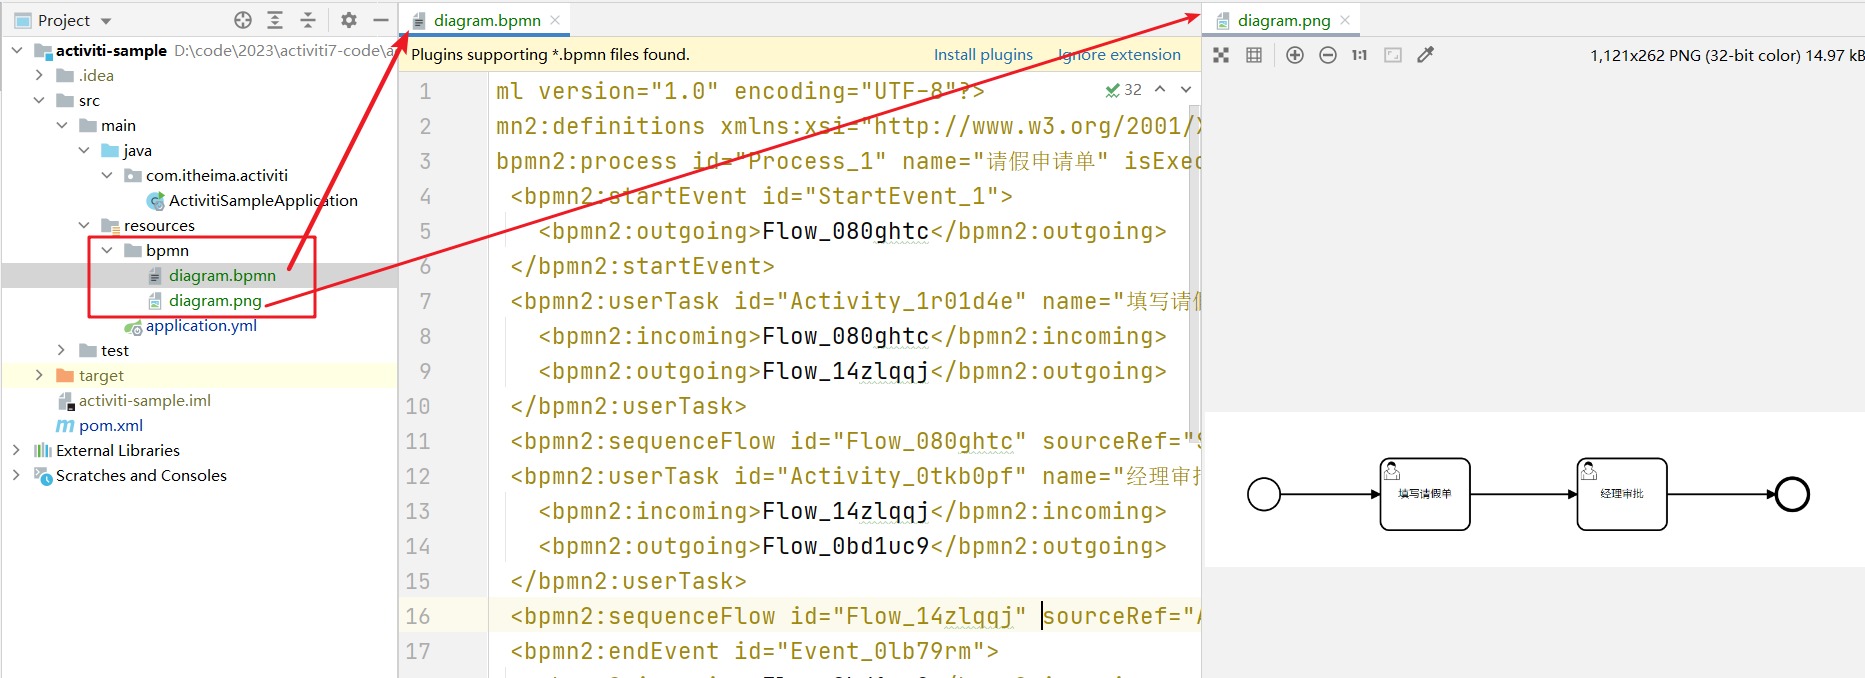 Project
activiti-sample D:\code\2023\activiti7-code\a
.idea
src
main
java
com.itheima.activiti
ActivitiSampleApplication
resources
bpmn
diagram.bpmn
diagram.png
application.yml
test
target
activiti-sample.iml
pom.xml
External Libraries
Scratches and Consoles
diagram.bpmn
Plugins supporting *.bpmn files found. Install plugins Ignore extension
32
1 ml version="1.0" encoding="UTF-8"?>
2 mn2:definitions xmlns:xsi="http://www.w3.org/2001/X
3 bpmn2:process id="Process_1" name="请假申请单" isExec
4 <bpmn2:startEvent id="StartEvent_1">
5 <bpmn2:outgoing>Flow_080ghtc</bpmn2:outgoing>
6 </bpmn2:startEvent>
7 <bpmn2:userTask id="Activity_1r01d4e" name="填写请假
8 <bpmn2:incoming>Flow_080ghtc</bpmn2:incoming>
9 <bpmn2:outgoing>Flow_14zlqqj</bpmn2:outgoing>
10 </bpmn2:userTask>
11 <bpmn2:sequenceFlow id="Flow_080ghtc" sourceRef="S
12 <bpmn2:userTask id="Activity_0tkb0pf" name="经理审批
13 <bpmn2:incoming>Flow_14zlqqj</bpmn2:incoming>
14 <bpmn2:outgoing>Flow_0bd1uc9</bpmn2:outgoing>
15 </bpmn2:userTask>
16 <bpmn2:sequenceFlow id="Flow_14zlqqj" sourceRef="A
17 <bpmn2:endEvent id="Event_0lb79rm">
diagram.png
1:1
1,121x262 PNG (32-bit color) 14.97 kB
填写请假单
经理审批